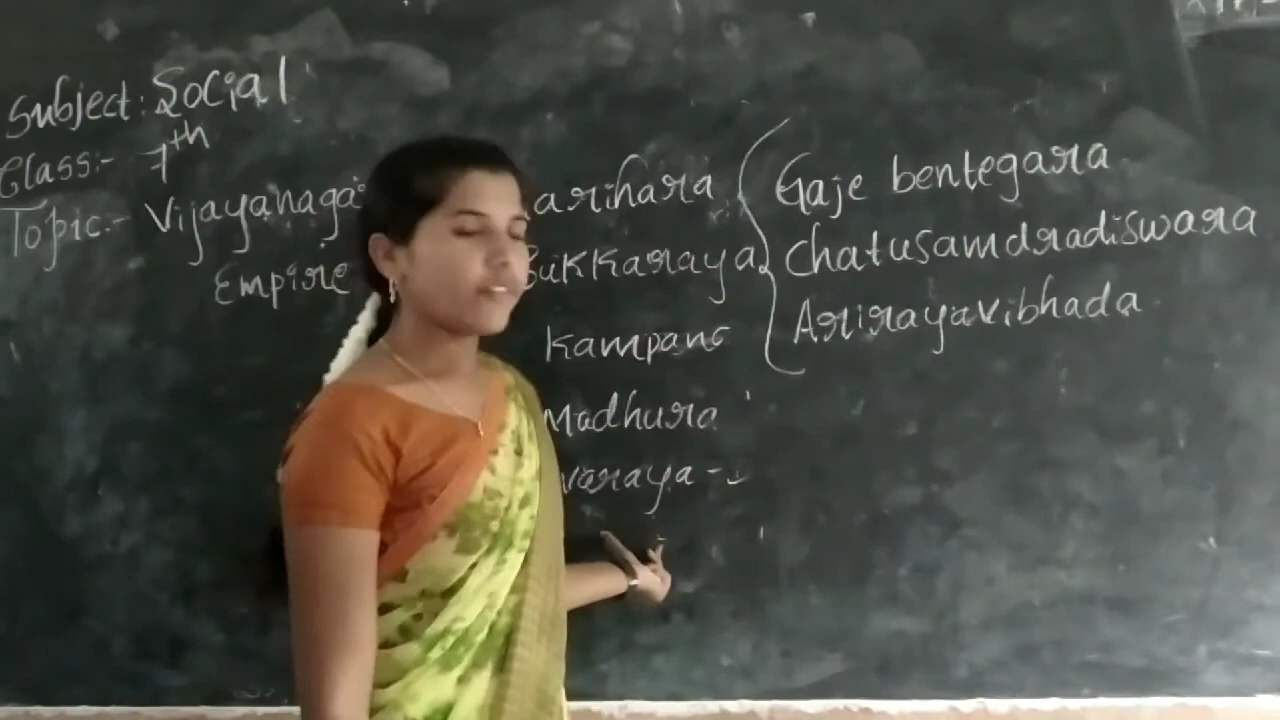 Subject: Social
Class:- 7th
Topic:- Vijayanaga
Empire
arihara
Bukkaraya
Kampana
Madhura
varaya -
Gaje bentegara
Chatusamdradiswara
Arirayavibhada